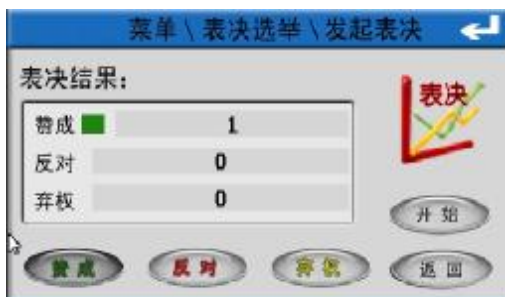 菜单\表决选举\发起表决
表决结果:
表决
赞成 1
反对 0
弃权 0
开始
赞成 反对 弃权 返回